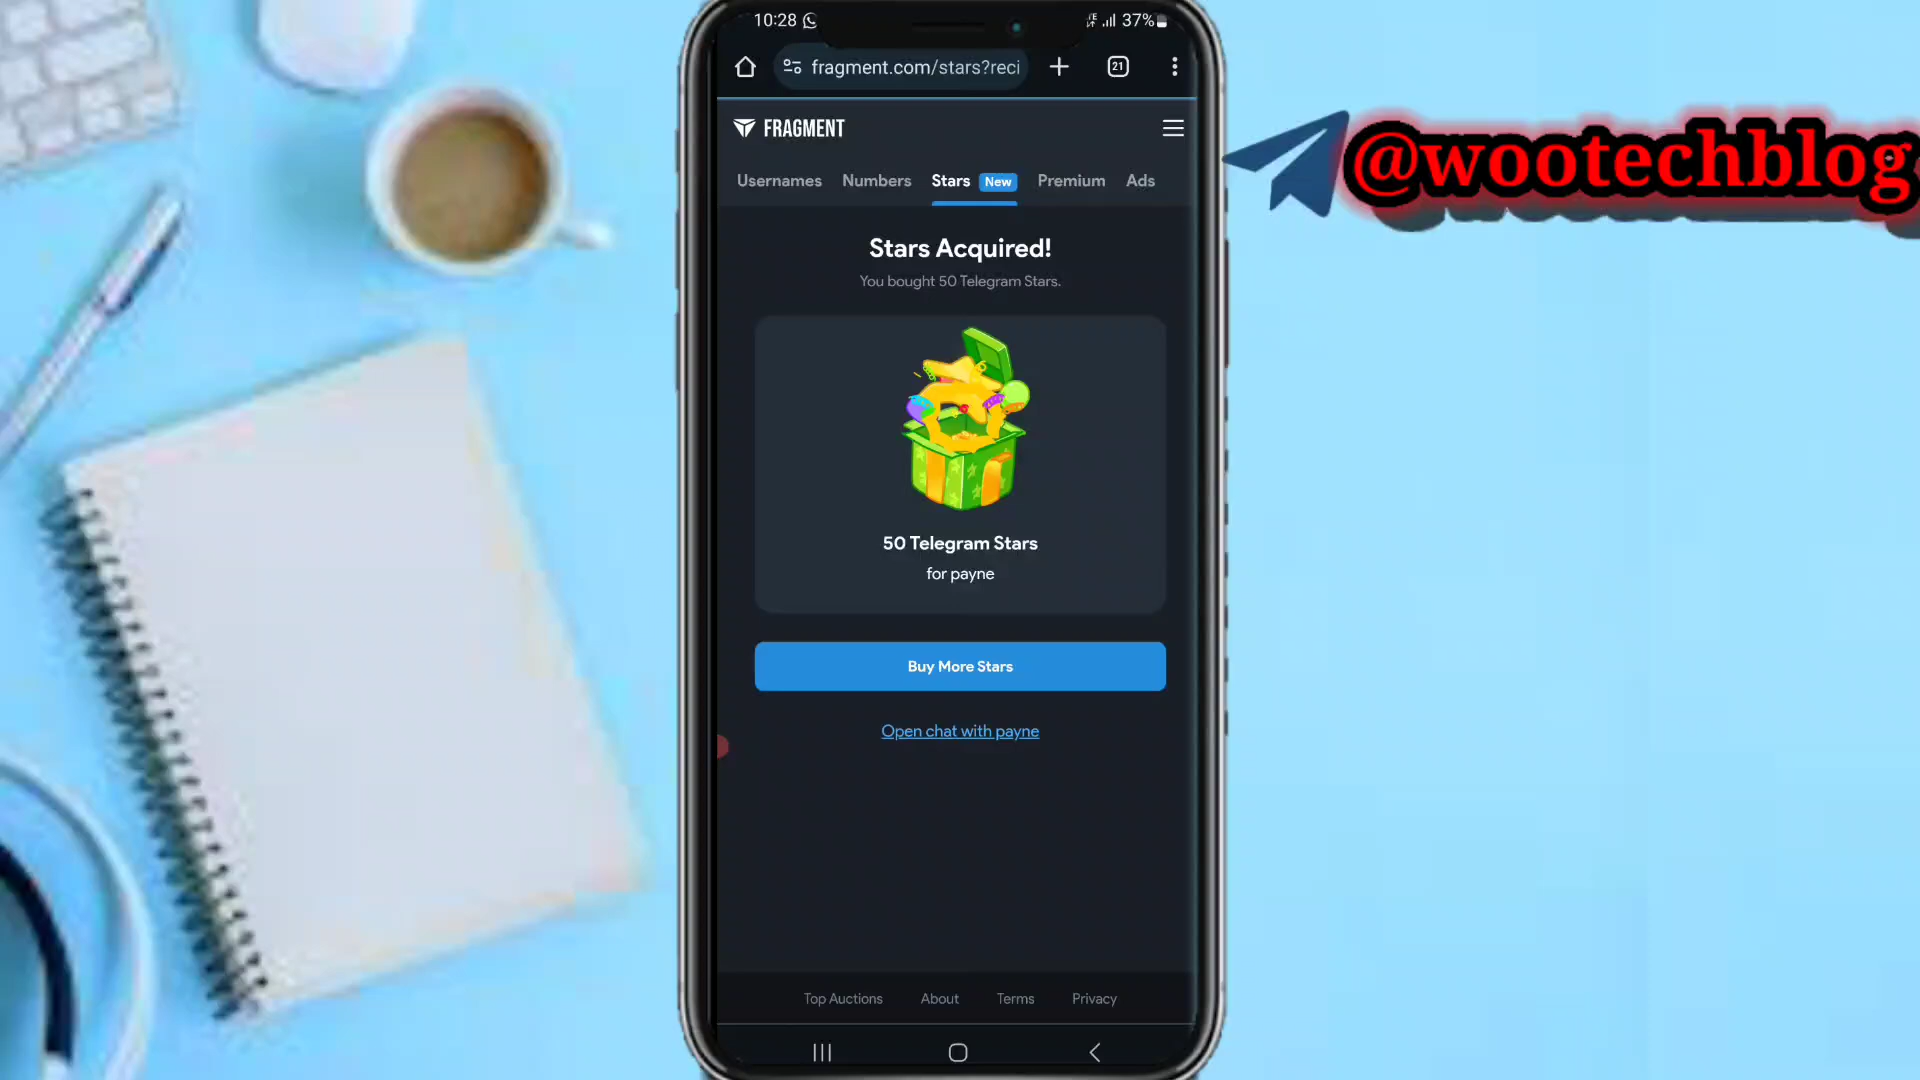 10:28
37%
fragment.com/stars?reci
21
FRAGMENT
Usernames Numbers Stars New Premium Ads
@wootechblog
Stars Acquired!
You bought 50 Telegram Stars.
50 Telegram Stars
for payne
Buy More Stars
Open chat with payne
Top Auctions About Terms Privacy